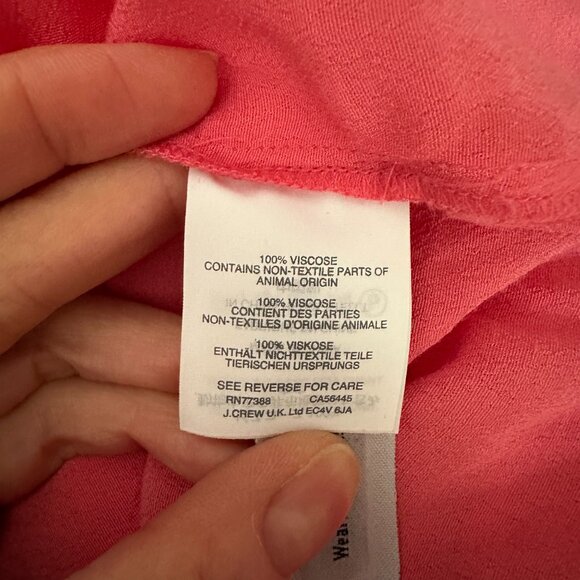 100% VISCOSE
CONTAINS NON-TEXTILE PARTS OF
ANIMAL ORIGIN
100% VISCOSE
CONTIENT DES PARTIES
NON-TEXTILES D'ORIGINE ANIMALE
100% VISKOSE
ENTHÄLT NICHTTEXTILE TEILE
TIERISCHEN URSPRUNGS
SEE REVERSE FOR CARE
RN77388 CA56445
J.CREW U.K. Ltd EC4V 6JA
Wear